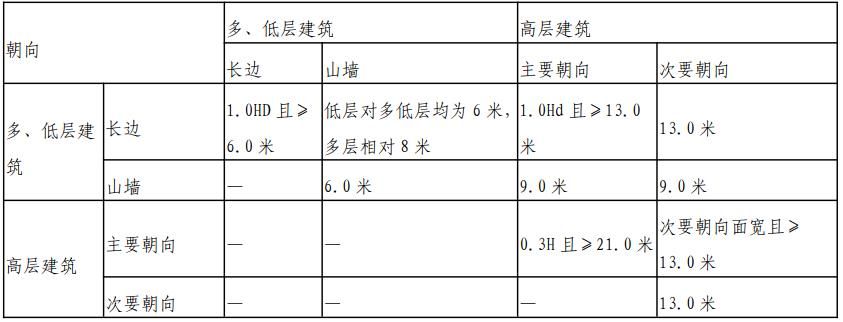 朝向
多、低层建筑
高层建筑
长边
山墙
主要朝向
次要朝向
多、低层建
筑
长边
1.0HD 且≥
6.0 米
低层对多低层均为 6 米,
多层相对 8 米
1.0Hd 且≥13.0
米
13.0 米
山墙
—
6.0 米
9.0 米
9.0 米
高层建筑
主要朝向
—
—
0.3H 且≥21.0 米
次要朝向面宽且≥
13.0 米
次要朝向
—
—
—
13.0 米